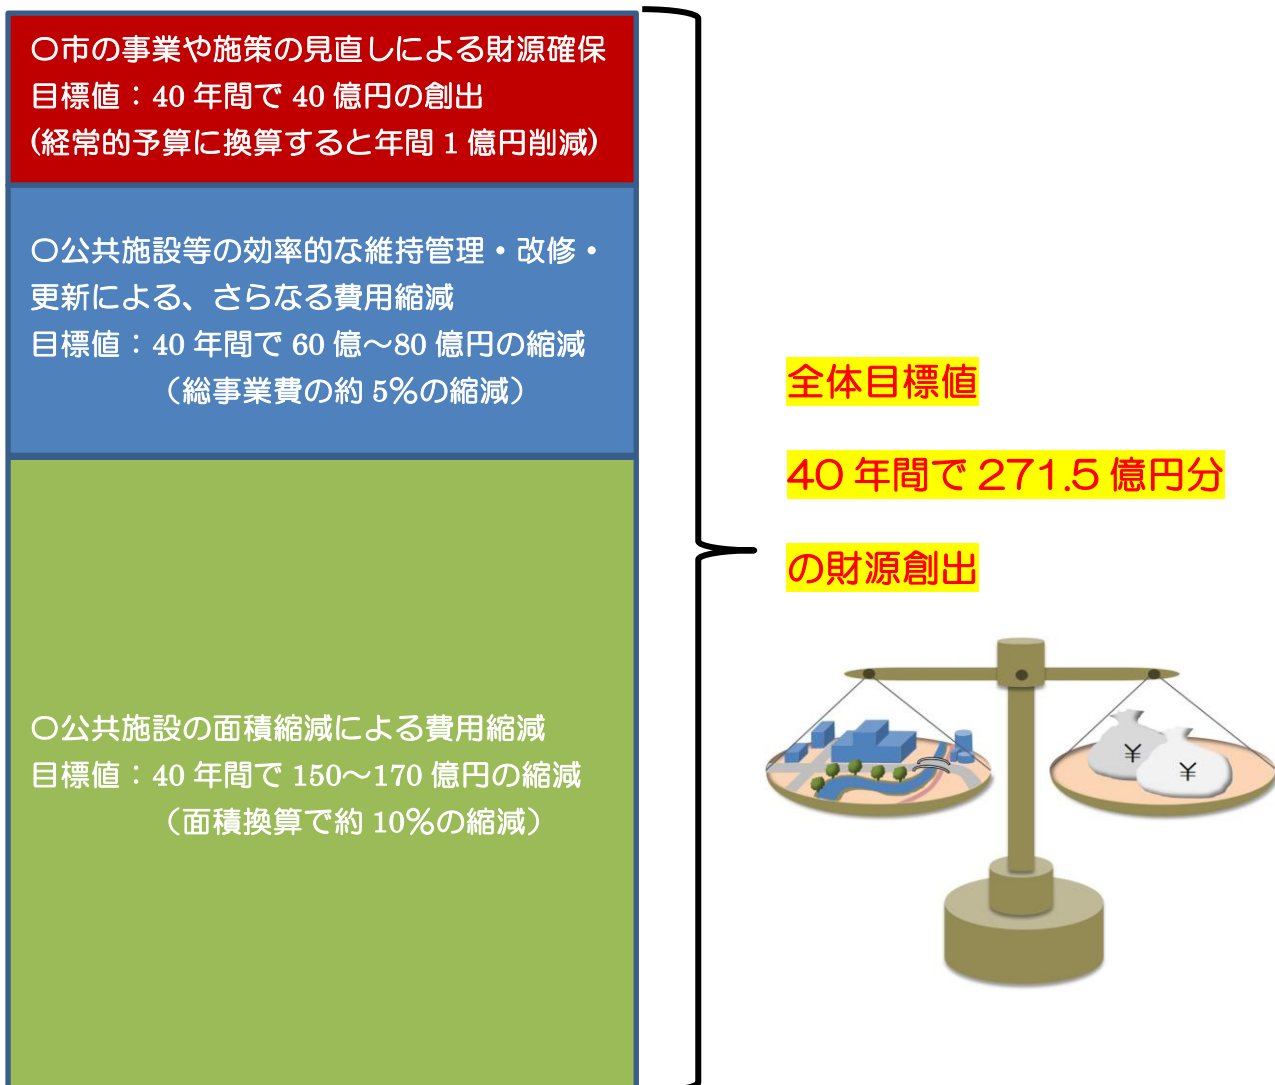 〇市の事業や施策の見直しによる財源確保
目標値：40 年間で 40 億円の創出
(経常的予算に換算すると年間 1 億円削減)
〇公共施設等の効率的な維持管理・改修・
更新による、さらなる費用縮減
目標値：40 年間で 60 億～80 億円の縮減
（総事業費の約 5％の縮減）
〇公共施設の面積縮減による費用縮減
目標値：40 年間で 150～170 億円の縮減
（面積換算で約 10％の縮減）
全体目標値
40 年間で 271.5 億円分
の財源創出
¥
¥